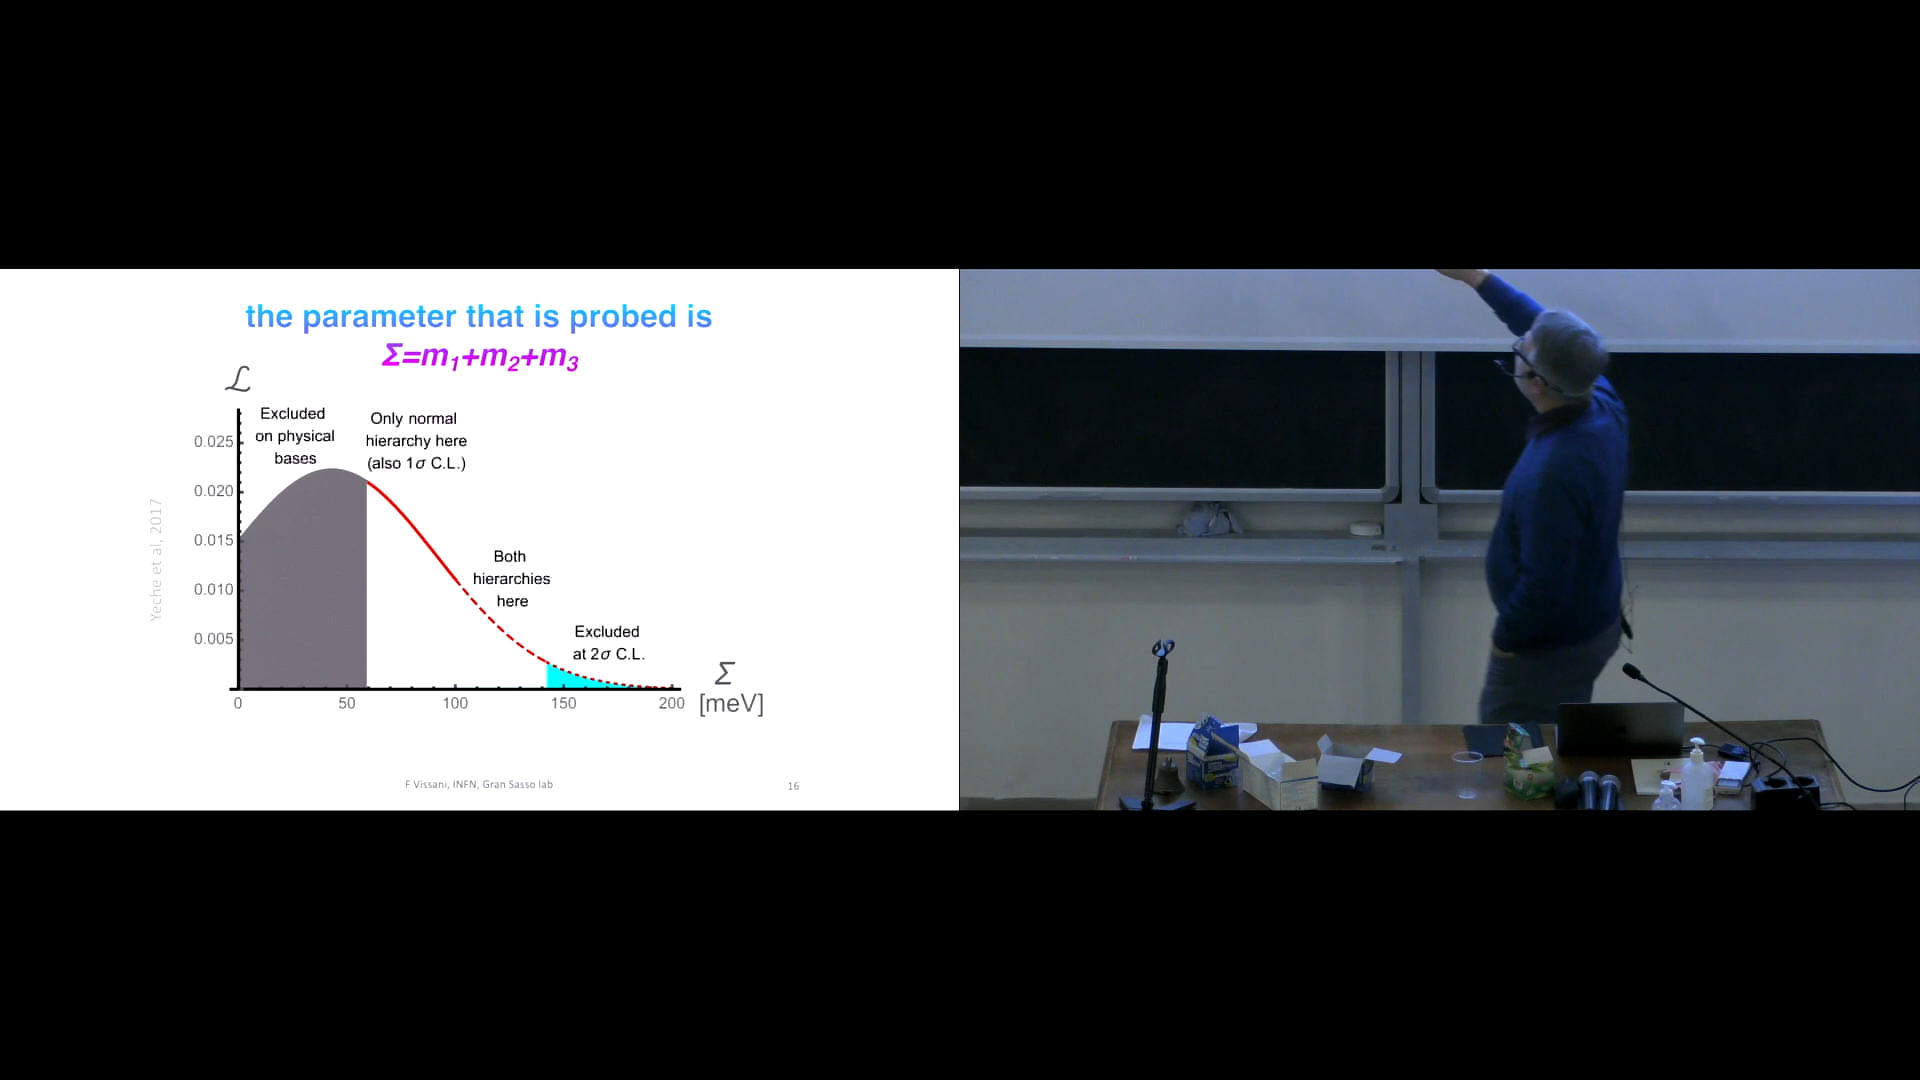 the parameter that is probed is
Σ=m₁+m₂+m₃
ℒ
Excluded
on physical
bases
Only normal
hierarchy here
(also 1σ C.L.)
0.025
0.020
0.015
0.010
0.005
Both
hierarchies
here
Excluded
at 2σ C.L.
0
50
100
150
200
Σ
[meV]
Yeche et al, 2017
F Vissani, INFN, Gran Sasso lab
16